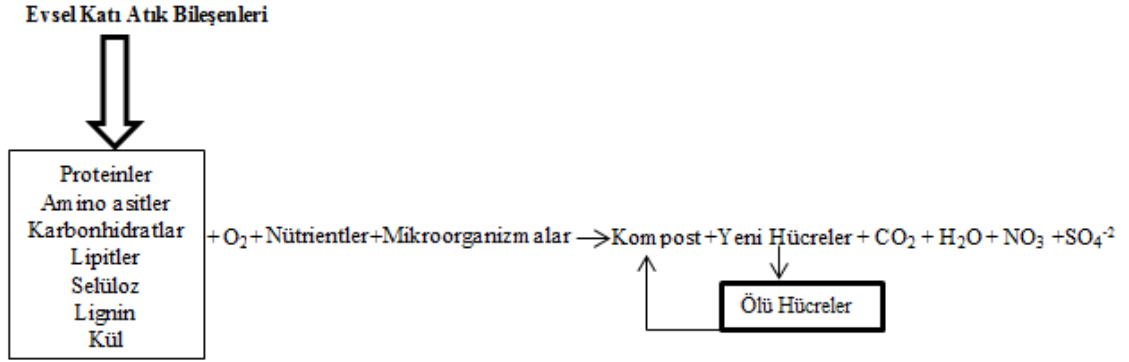 Evsel Katı Atık Bileşenleri
Proteinler
Amino asitler
Karbonhidratlar
Lipitler
Selüloz
Lignin
Kül
+ O₂+Nütrientler+Mikroorganizmalar →Kompost+Yeni Hücreler + CO₂ + H₂O+ NO₃ +SO₄⁻²
Ölü Hücreler